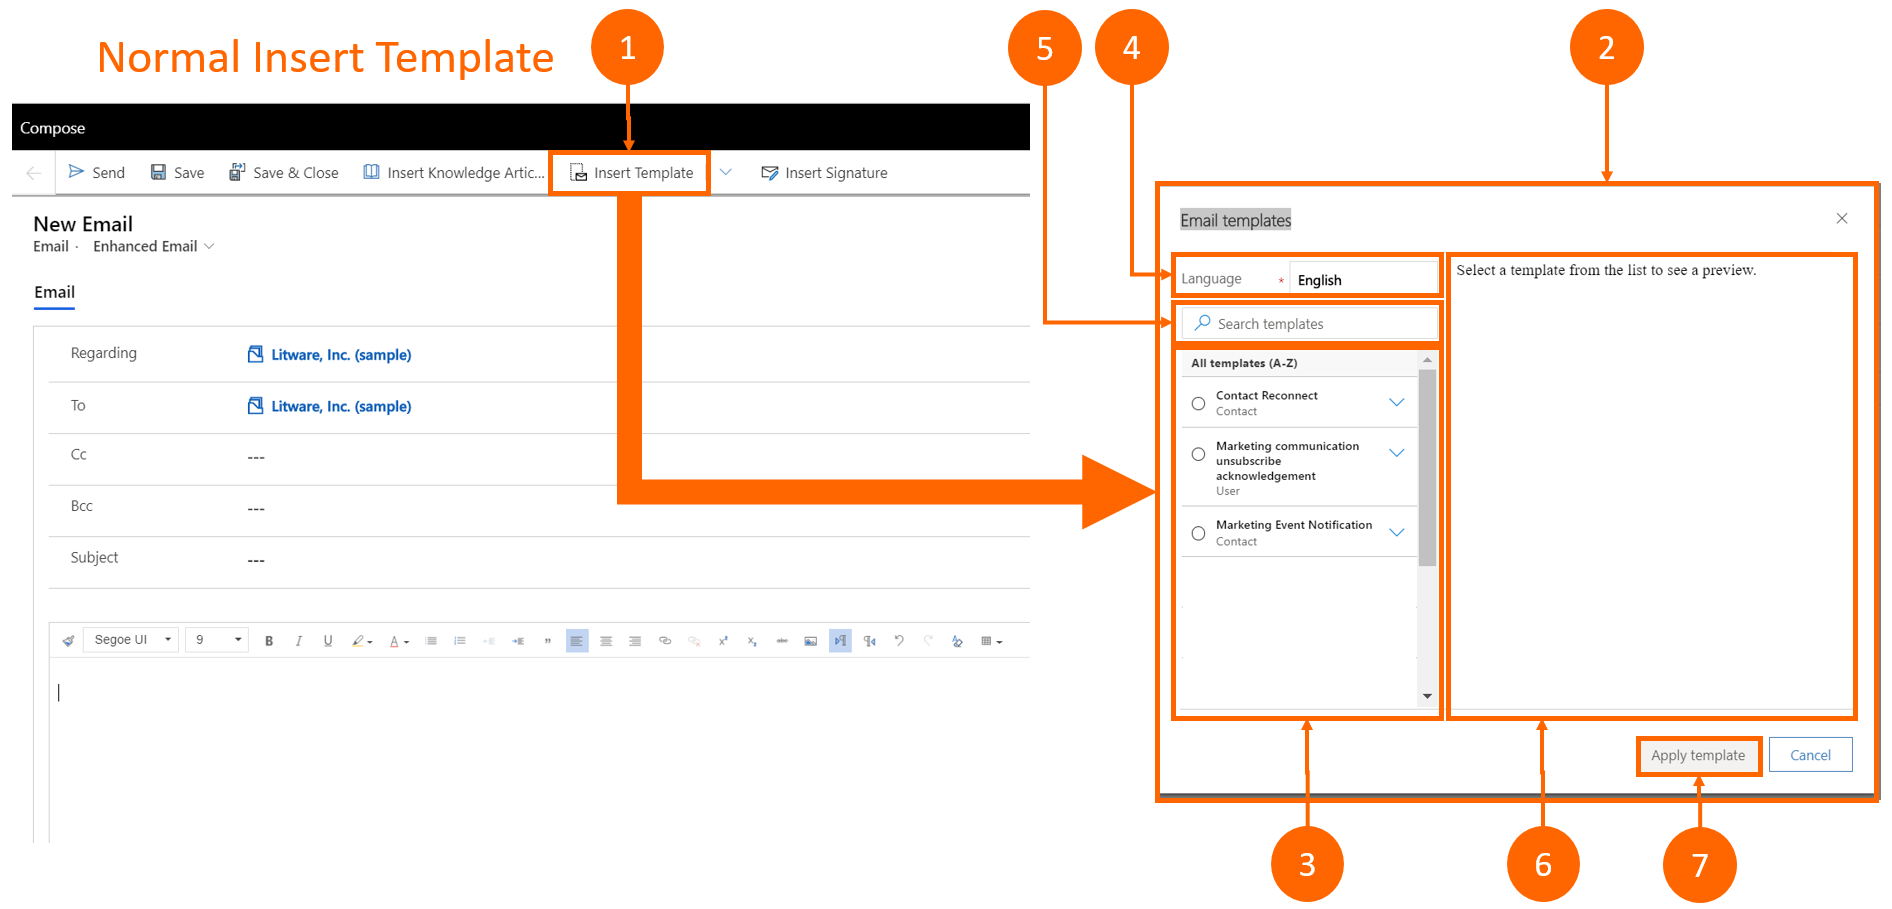 Normal Insert Template
1
5
4
2
Compose
Send
Save
Save & Close
Insert Knowledge Artic...
Insert Template
Insert Signature
New Email
Email · Enhanced Email
Email
Regarding
Litware, Inc. (sample)
To
Litware, Inc. (sample)
Cc
---
Bcc
---
Subject
---
Segoe UI
9
B
I
U
A
Email templates
Language *
English
Search templates
All templates (A-Z)
Contact Reconnect
Contact
Marketing communication
unsubscribe
acknowledgement
User
Marketing Event Notification
Contact
Select a template from the list to see a preview.
Apply template
Cancel
3
6
7